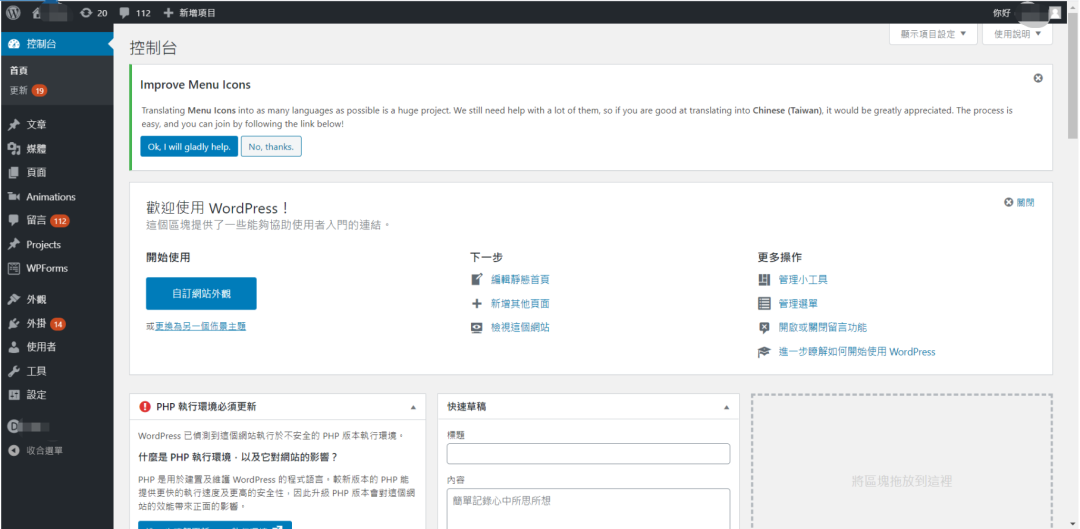 20 112 新增項目
你好
控制台
首頁
更新 19
文章
媒體
頁面
Animations
留言 112
Projects
WPForms
外觀
外掛 14
使用者
工具
設定
收合選單
控制台
顯示項目設定 ▼
使用說明 ▼
Improve Menu Icons
Translating Menu Icons into as many languages as possible is a huge project. We still need help with a lot of them, so if you are good at translating into Chinese (Taiwan), it would be greatly appreciated. The process is
easy, and you can join by following the link below!
Ok, I will gladly help. No, thanks.
歡迎使用 WordPress！
這個區塊提供了一些能夠協助使用者入門的連結。
關閉
開始使用
自訂網站外觀
或更換為另一個佈景主題
下一步
編輯靜態首頁
新增其他頁面
檢視這個網站
更多操作
管理小工具
管理選單
開啟或關閉留言功能
進一步瞭解如何開始使用 WordPress
PHP 執行環境必須更新
WordPress 已偵測到這個網站執行於不安全的 PHP 版本執行環境。
什麼是 PHP 執行環境，以及它對網站的影響？
PHP 是用於建置及維護 WordPress 的程式語言。較新版本的 PHP 能
提供更快的執行速度及更高的安全性，因此升級 PHP 版本會對這個網
站的效能帶來正面的影響。
快速草稿
標題
內容
簡單記錄心中所思所想
將區塊拖放到這裡